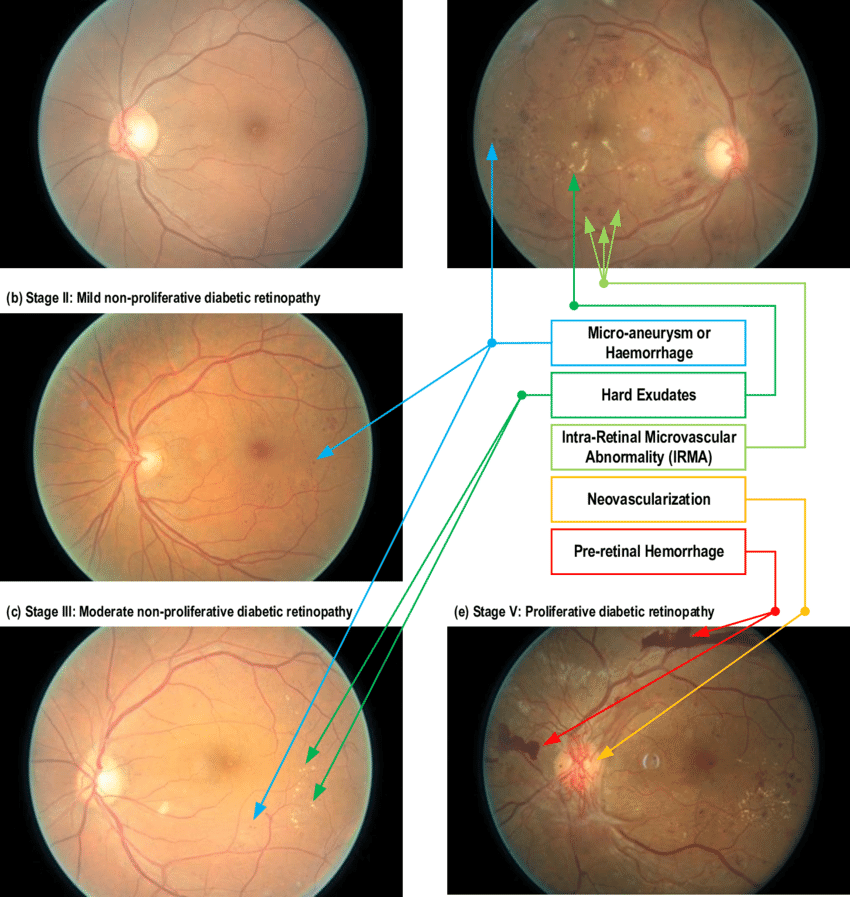 (b) Stage II: Mild non-proliferative diabetic retinopathy
Micro-aneurysm or
Haemorrhage
Hard Exudates
Intra-Retinal Microvascular
Abnormality (IRMA)
Neovascularization
Pre-retinal Hemorrhage
(c) Stage III: Moderate non-proliferative diabetic retinopathy
(e) Stage V: Proliferative diabetic retinopathy